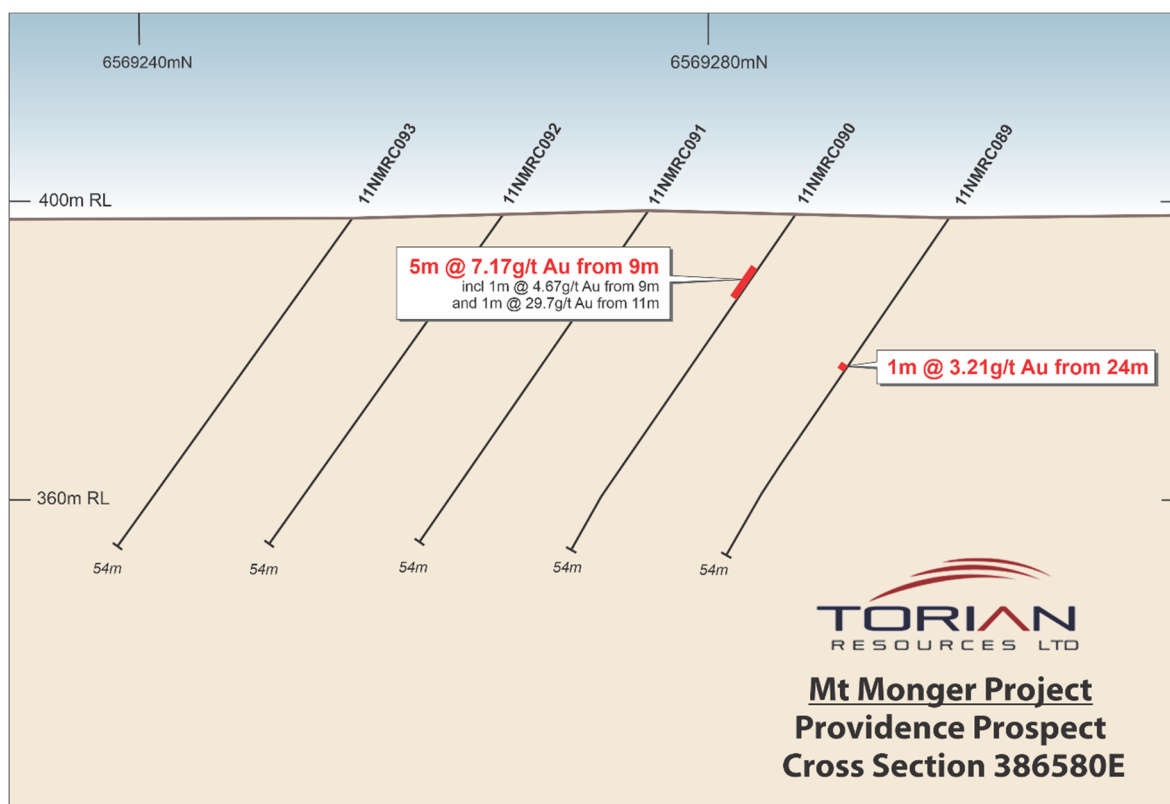 6569240mN
6569280mN
11NMRC093
11NMRC092
11NMRC091
11NMRC090
11NMRC089
400m RL
5m @ 7.17g/t Au from 9m
incl 1m @ 4.67g/t Au from 9m
and 1m @ 29.7g/t Au from 11m
1m @ 3.21g/t Au from 24m
360m RL
54m
54m
54m
54m
54m
TORIAN
RESOURCES LTD
Mt Monger Project
Providence Prospect
Cross Section 386580E